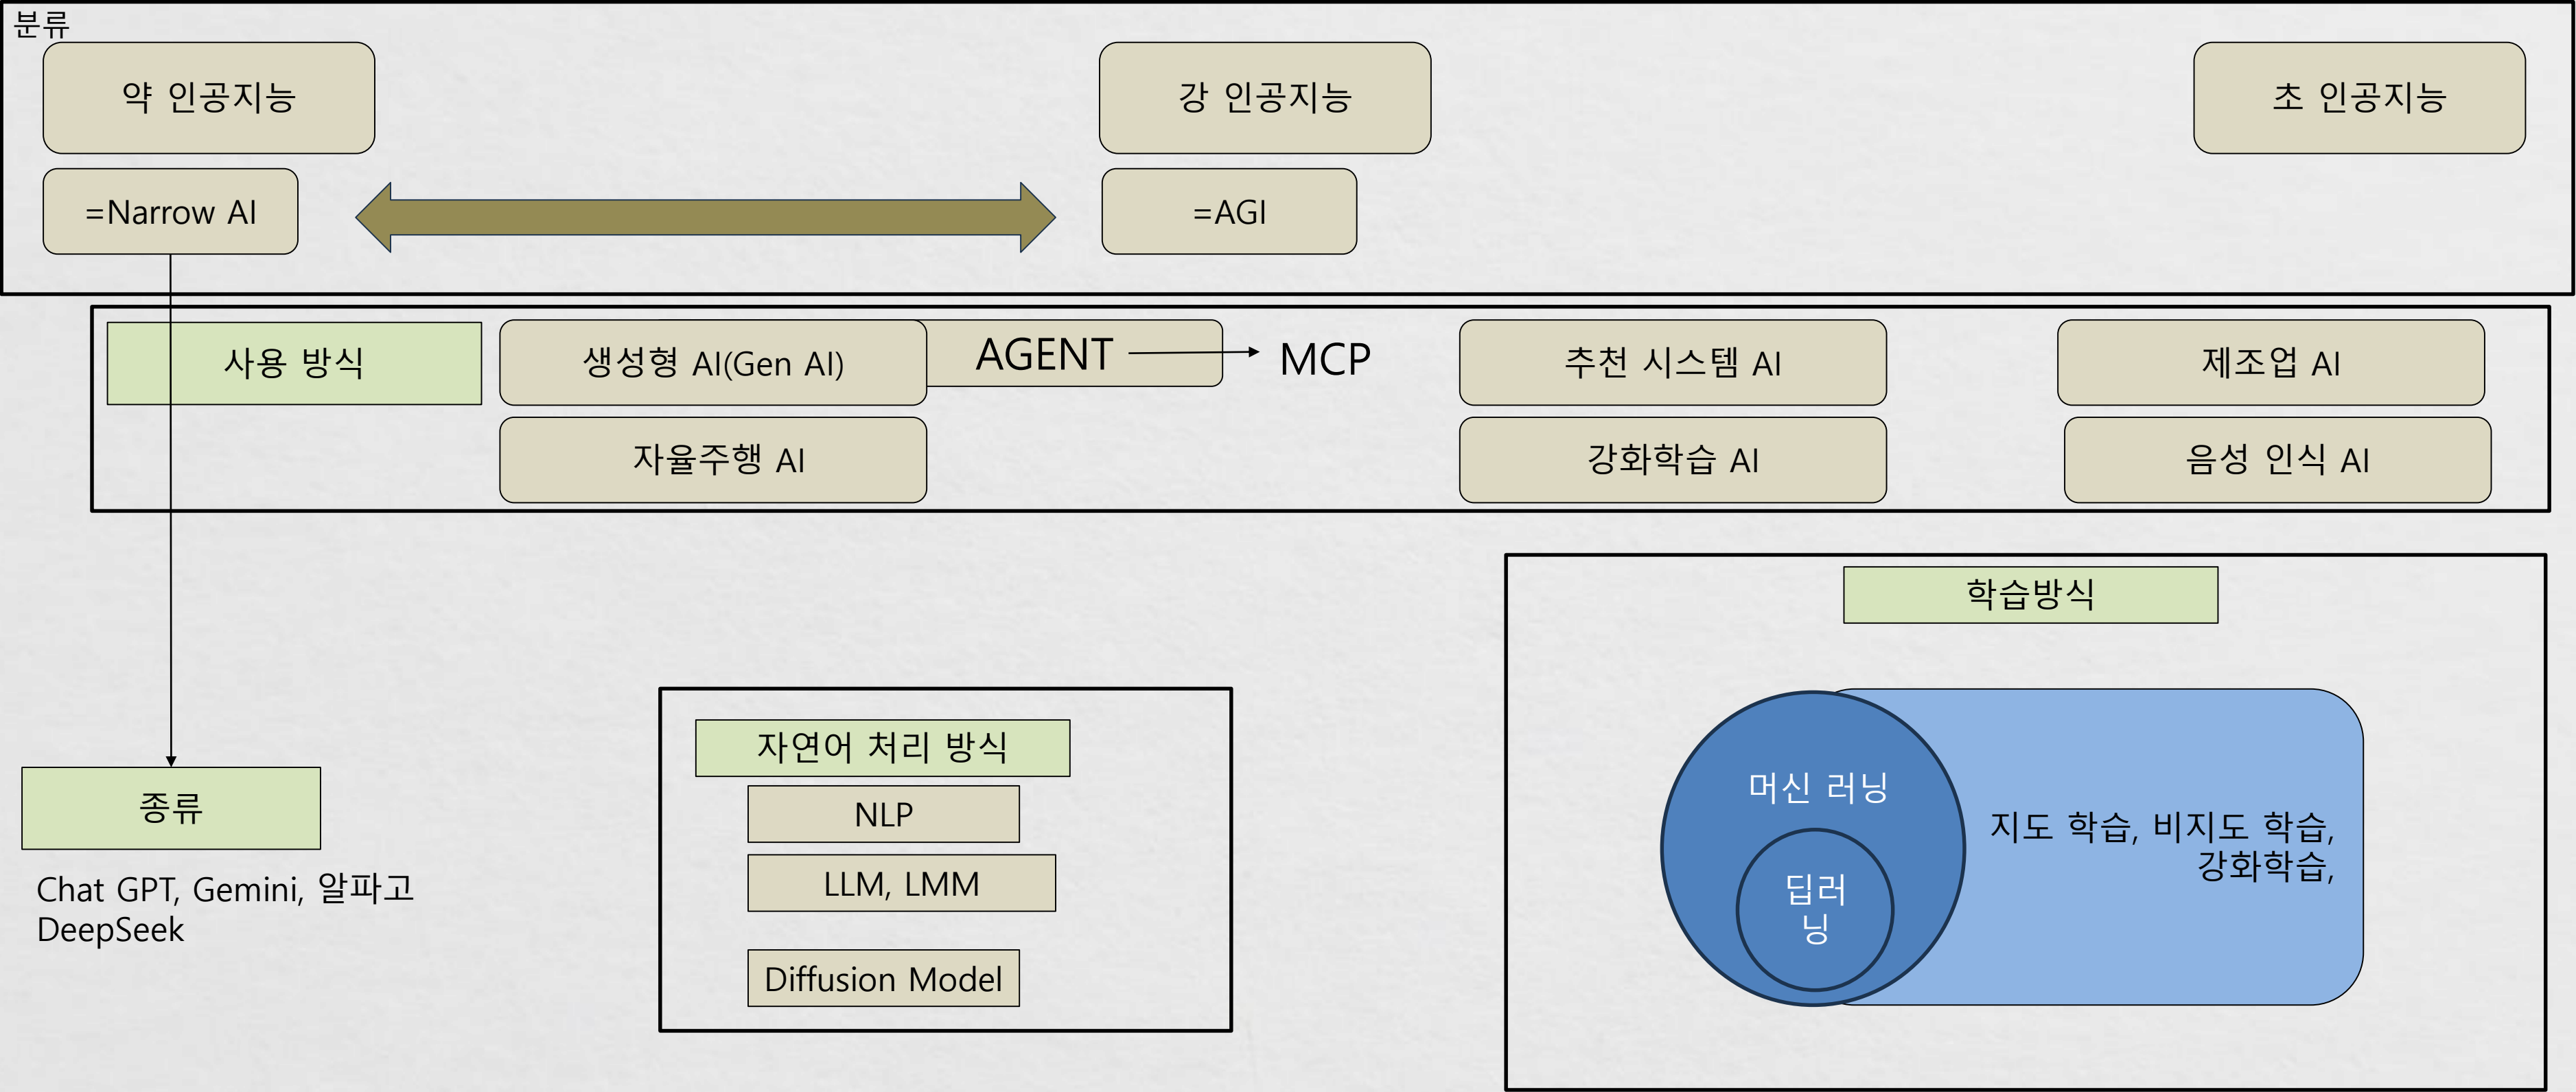 분류
약 인공지능
강 인공지능
초 인공지능
=Narrow AI
=AGI
사용 방식
생성형 AI(Gen AI)
AGENT
MCP
추천 시스템 AI
제조업 AI
자율주행 AI
강화학습 AI
음성 인식 AI
종류
Chat GPT, Gemini, 알파고
DeepSeek
자연어 처리 방식
NLP
LLM, LMM
Diffusion Model
학습방식
머신 러닝
딥러
닝
지도 학습, 비지도 학습,
강화학습,